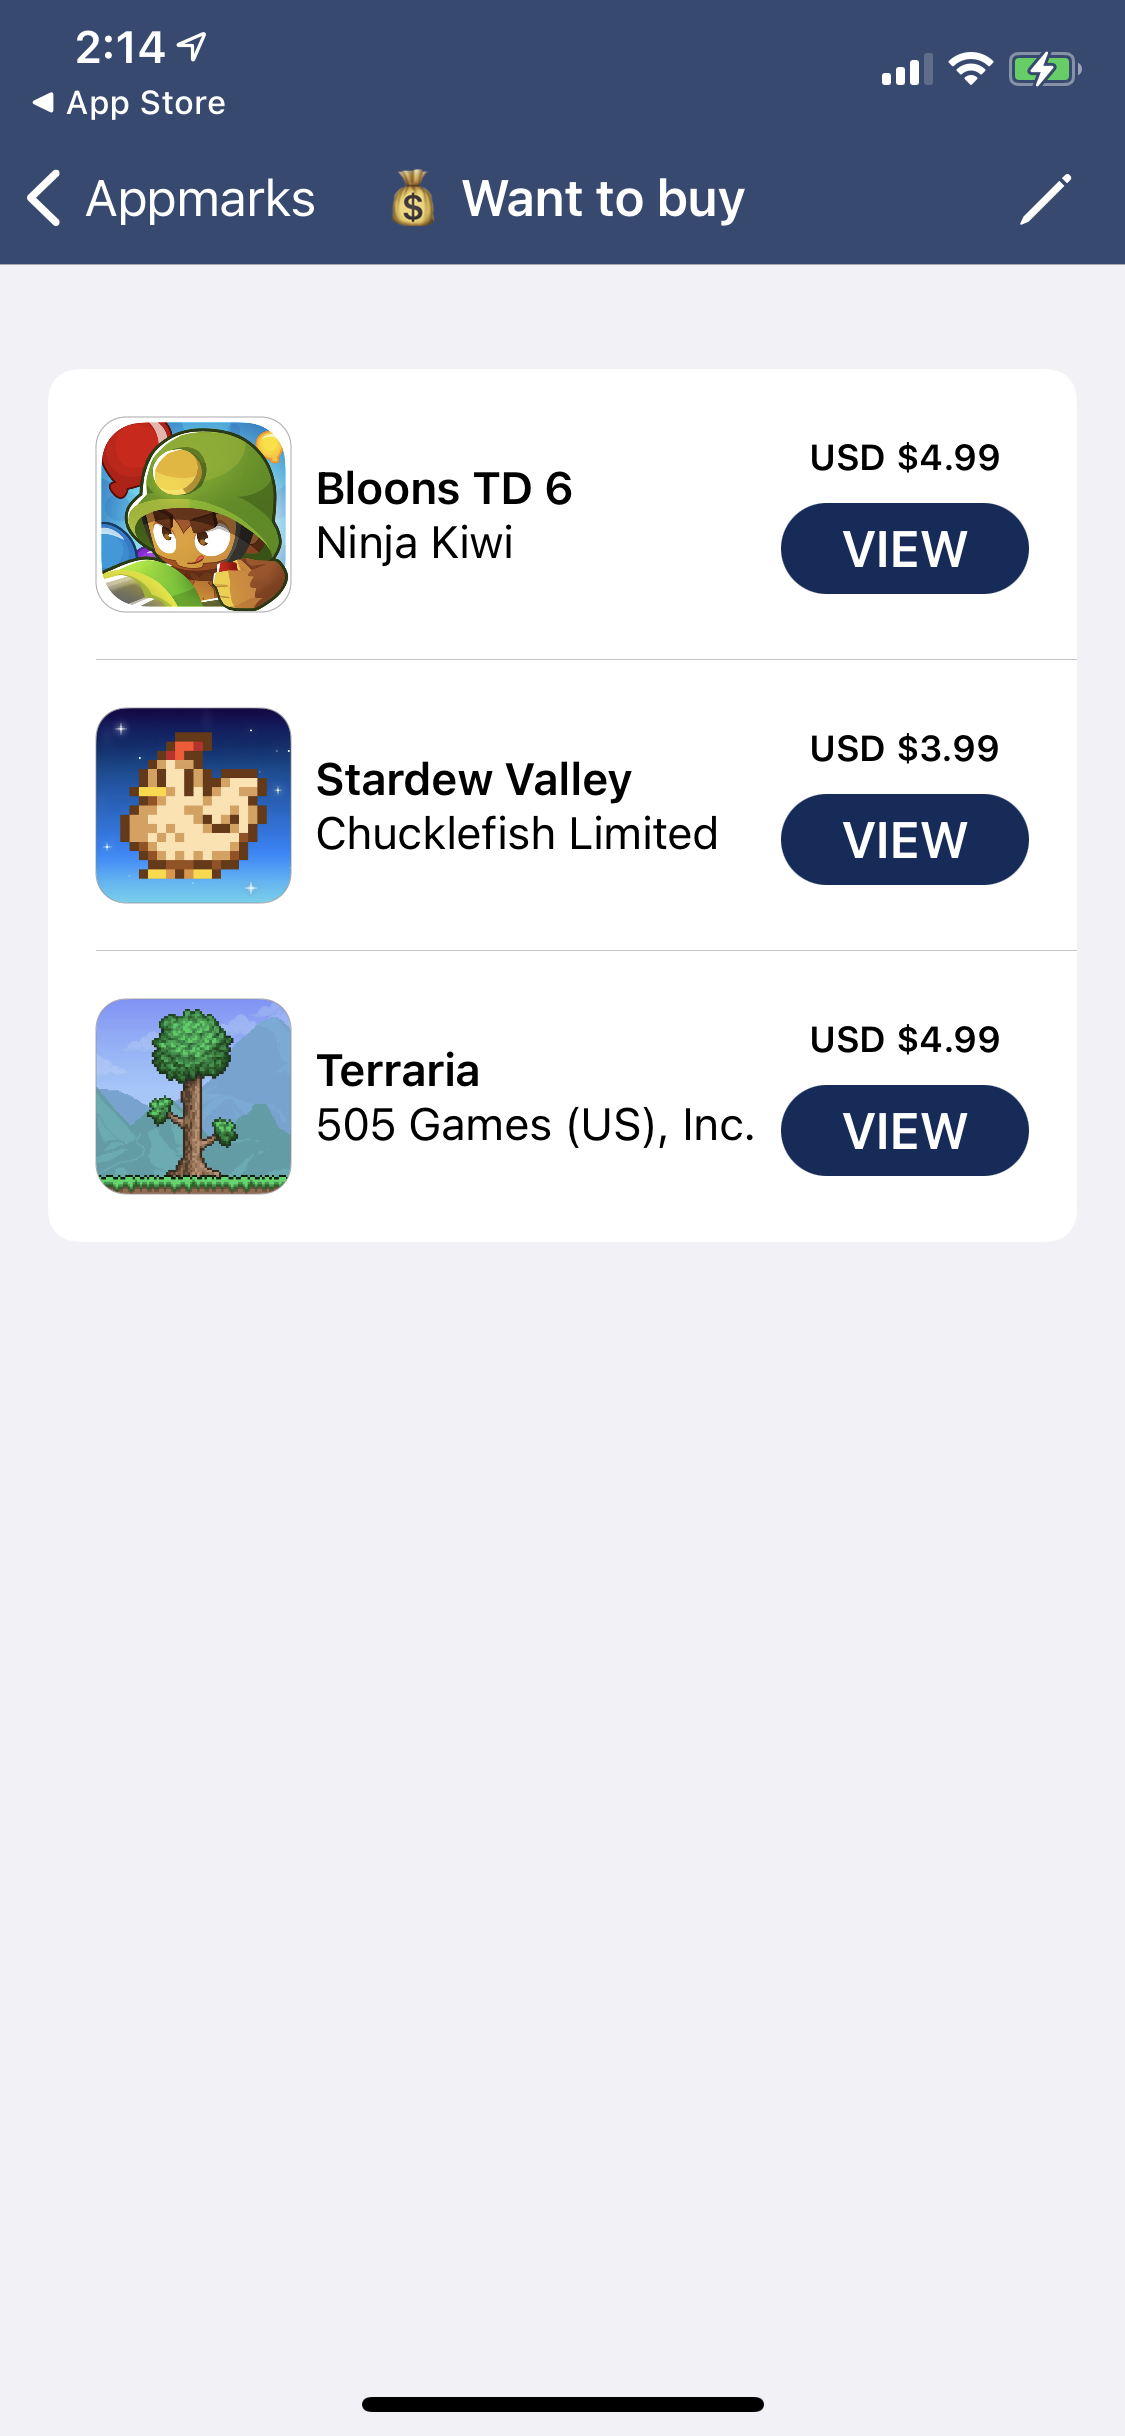 2:14
App Store
Appmarks
💰 Want to buy
USD $4.99
Bloons TD 6
Ninja Kiwi
VIEW
USD $3.99
Stardew Valley
Chucklefish Limited
VIEW
USD $4.99
Terraria
505 Games (US), Inc.
VIEW